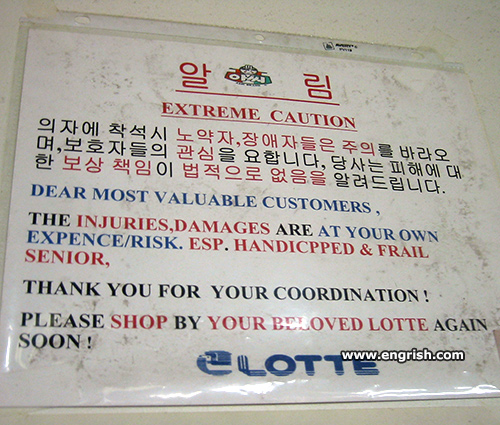 알 림
EXTREME CAUTION
의자에 착석시 노약자,장애자들은 주의를 바라오
며,보호자들의 관심을 요합니다, 당사는 피해에 대
한 보상 책임이 법적으로 없음을 알려드립니다.
DEAR MOST VALUABLE CUSTOMERS ,
THE INJURIES,DAMAGES ARE AT YOUR OWN
EXPENCE/RISK. ESP. HANDICPPED & FRAIL
SENIOR,
THANK YOU FOR YOUR COORDINATION !
PLEASE SHOP BY YOUR BELOVED LOTTE AGAIN
SOON !
LOTTE
www.engrish.com